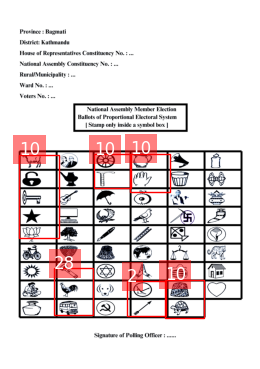 Province : Bagmati
District: Kathmandu
House of Representatives Constituency No. : ...
National Assembly Constituency No. : ...
Rural/Municipality : ...
Ward No. : ...
Voters No. : ...
National Assembly Member Election
Ballots of Proportional Electoral System
[ Stamp only inside a symbol box ]
10 10 10
28 2 10
Signature of Polling Officer : ......